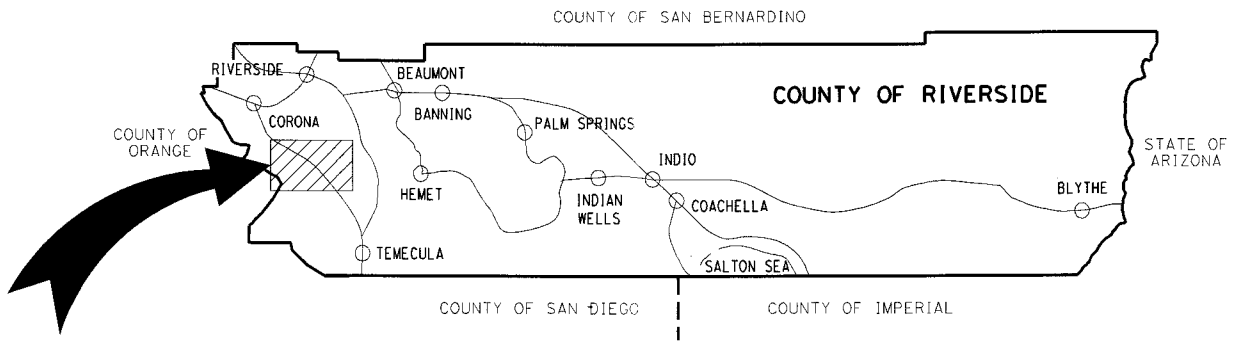 COUNTY OF SAN BERNARDINO
RIVERSIDE
BEAUMONT
COUNTY OF RIVERSIDE
BANNING
CORONA
PALM SPRINGS
COUNTY OF
ORANGE
STATE OF
ARIZONA
INDIO
HEMET
BLYTHE
INDIAN
WELLS
COACHELLA
TEMECULA
SALTON SEA
COUNTY OF SAN DIEGO
COUNTY OF IMPERIAL